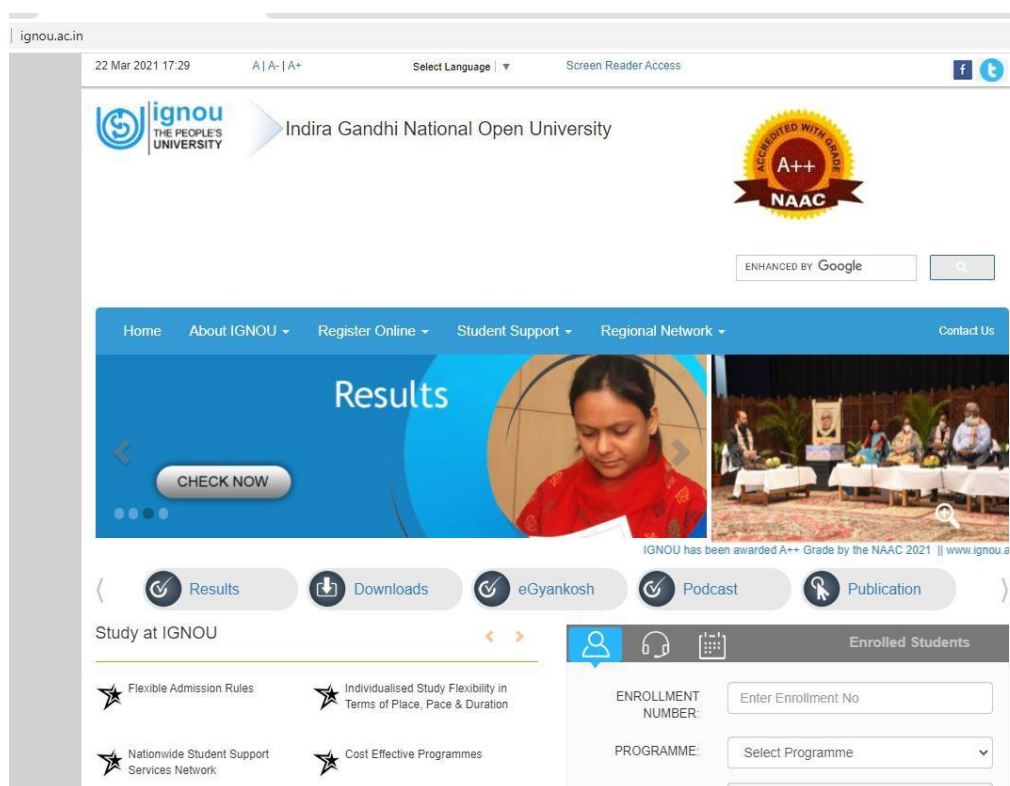 ignou.ac.in
22 Mar 2021 17:29 A | A- | A+ Select Language ▼ Screen Reader Access
ignou
THE PEOPLE'S
UNIVERSITY
Indira Gandhi National Open University
ACCREDITED WITH GRADE
A++
NAAC
ENHANCED BY Google
Home About IGNOU Register Online Student Support Regional Network Contact Us
Results
CHECK NOW
IGNOU has been awarded A++ Grade by the NAAC 2021 || www.ignou.a
Results Downloads eGyankosh Podcast Publication
Study at IGNOU
Flexible Admission Rules
Individualised Study Flexibility in
Terms of Place, Pace & Duration
Nationwide Student Support
Services Network
Cost Effective Programmes
Enrolled Students
ENROLLMENT
NUMBER:
Enter Enrollment No
PROGRAMME: Select Programme